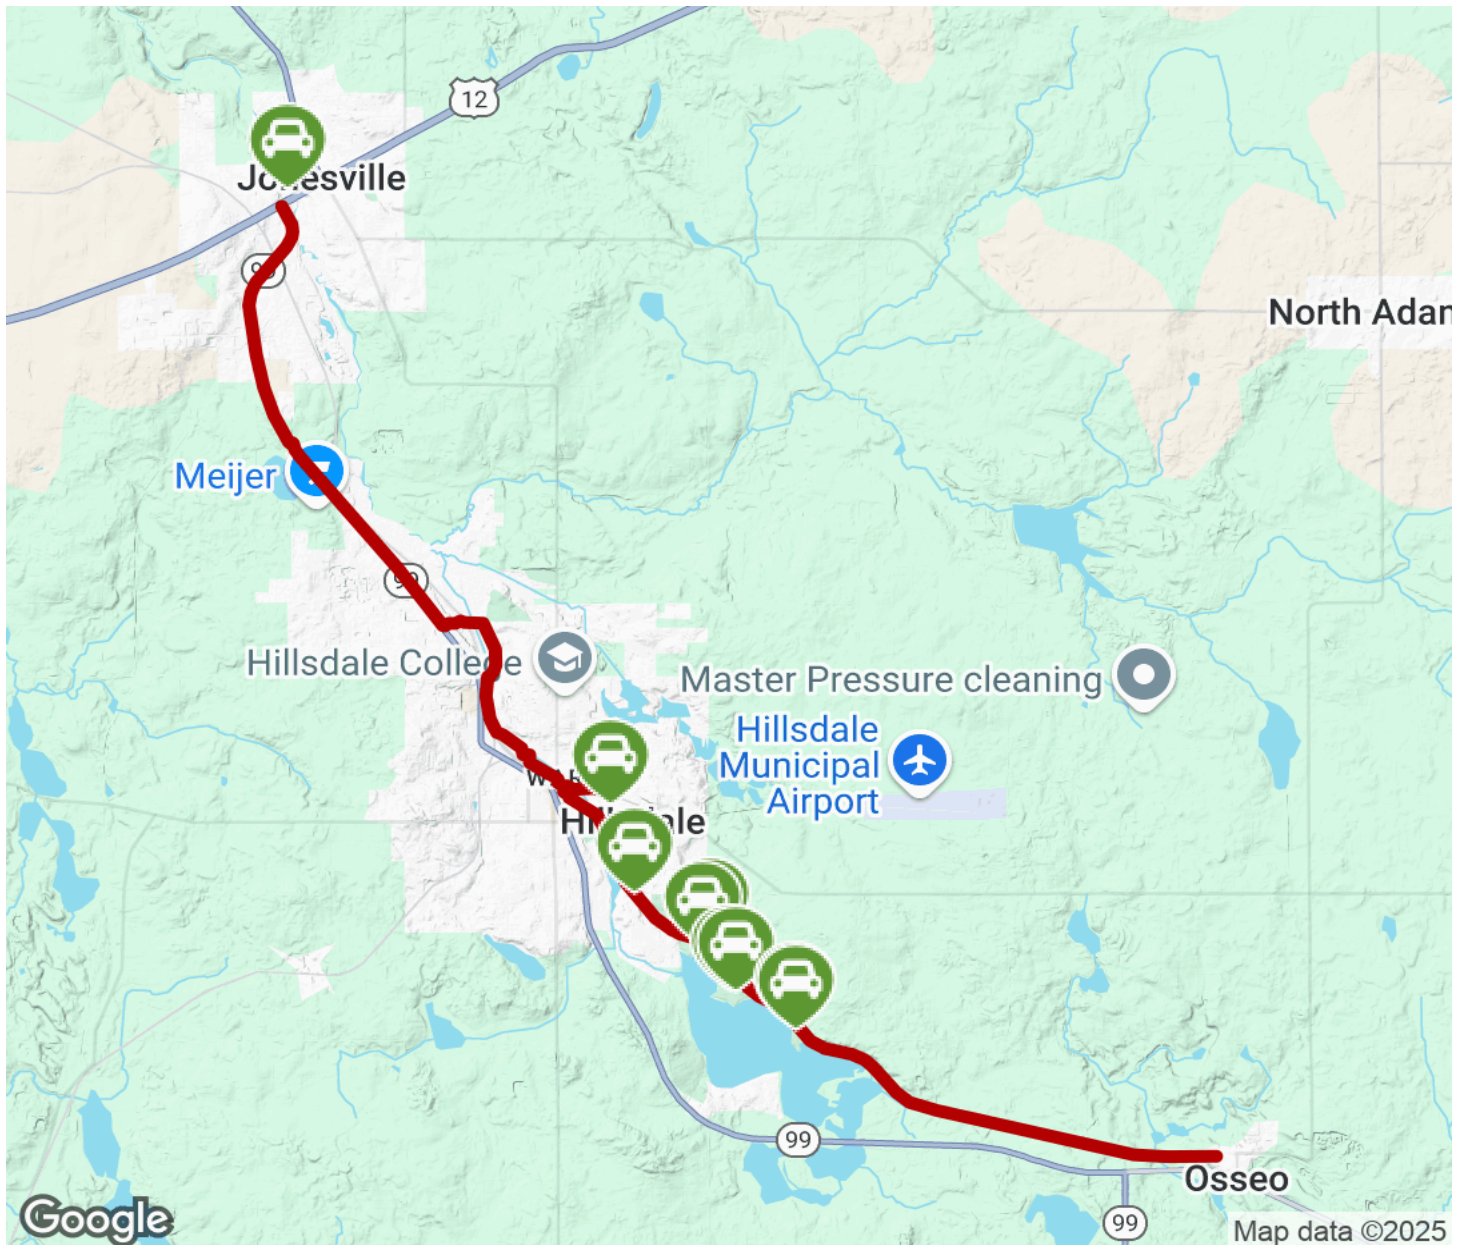 12
Jonesville
North Adan
Meijer
99
Hillsdale College
Master Pressure cleaning
Hillsdale
Municipal
Airport
99
Osseo
99
Google
Map data ©2025